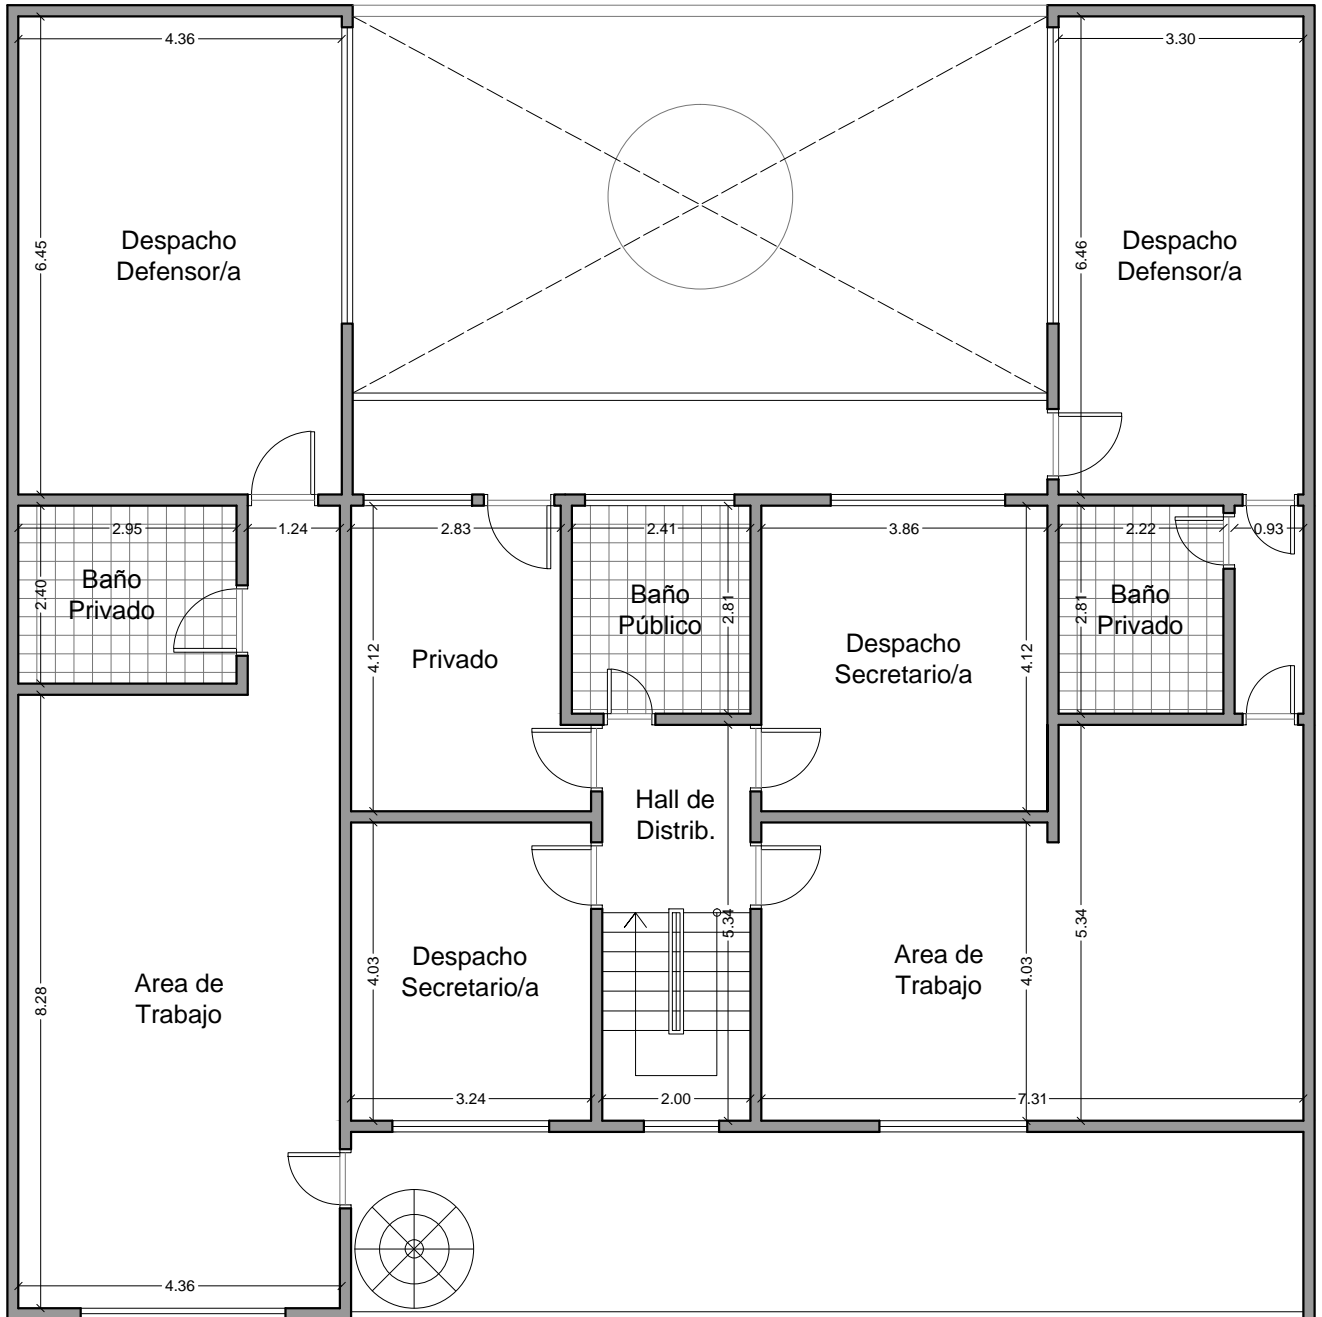 4.36
3.30
6.45
Despacho
Defensor/a
6.46
Despacho
Defensor/a
2.95
1.24
2.83
2.41
3.86
2.22
0.93
2.40
Baño
Privado
4.12
Privado
Baño
Público
2.81
Despacho
Secretario/a
4.12
2.81
Baño
Privado
Hall de
Distrib.
8.28
Area de
Trabajo
4.03
Despacho
Secretario/a
5.34
Area de
Trabajo
4.03
5.34
3.24
2.00
7.31
4.36